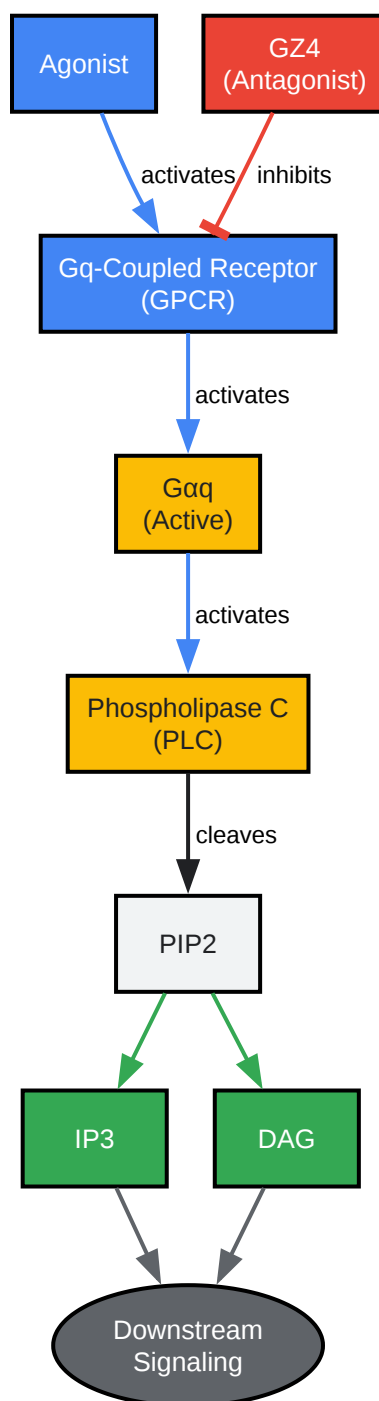 Agonist
GZ4
(Antagonist)
activates
inhibits
Gq-Coupled Receptor
(GPCR)
activates
Gαq
(Active)
activates
Phospholipase C
(PLC)
cleaves
PIP2
IP3
DAG
Downstream
Signaling